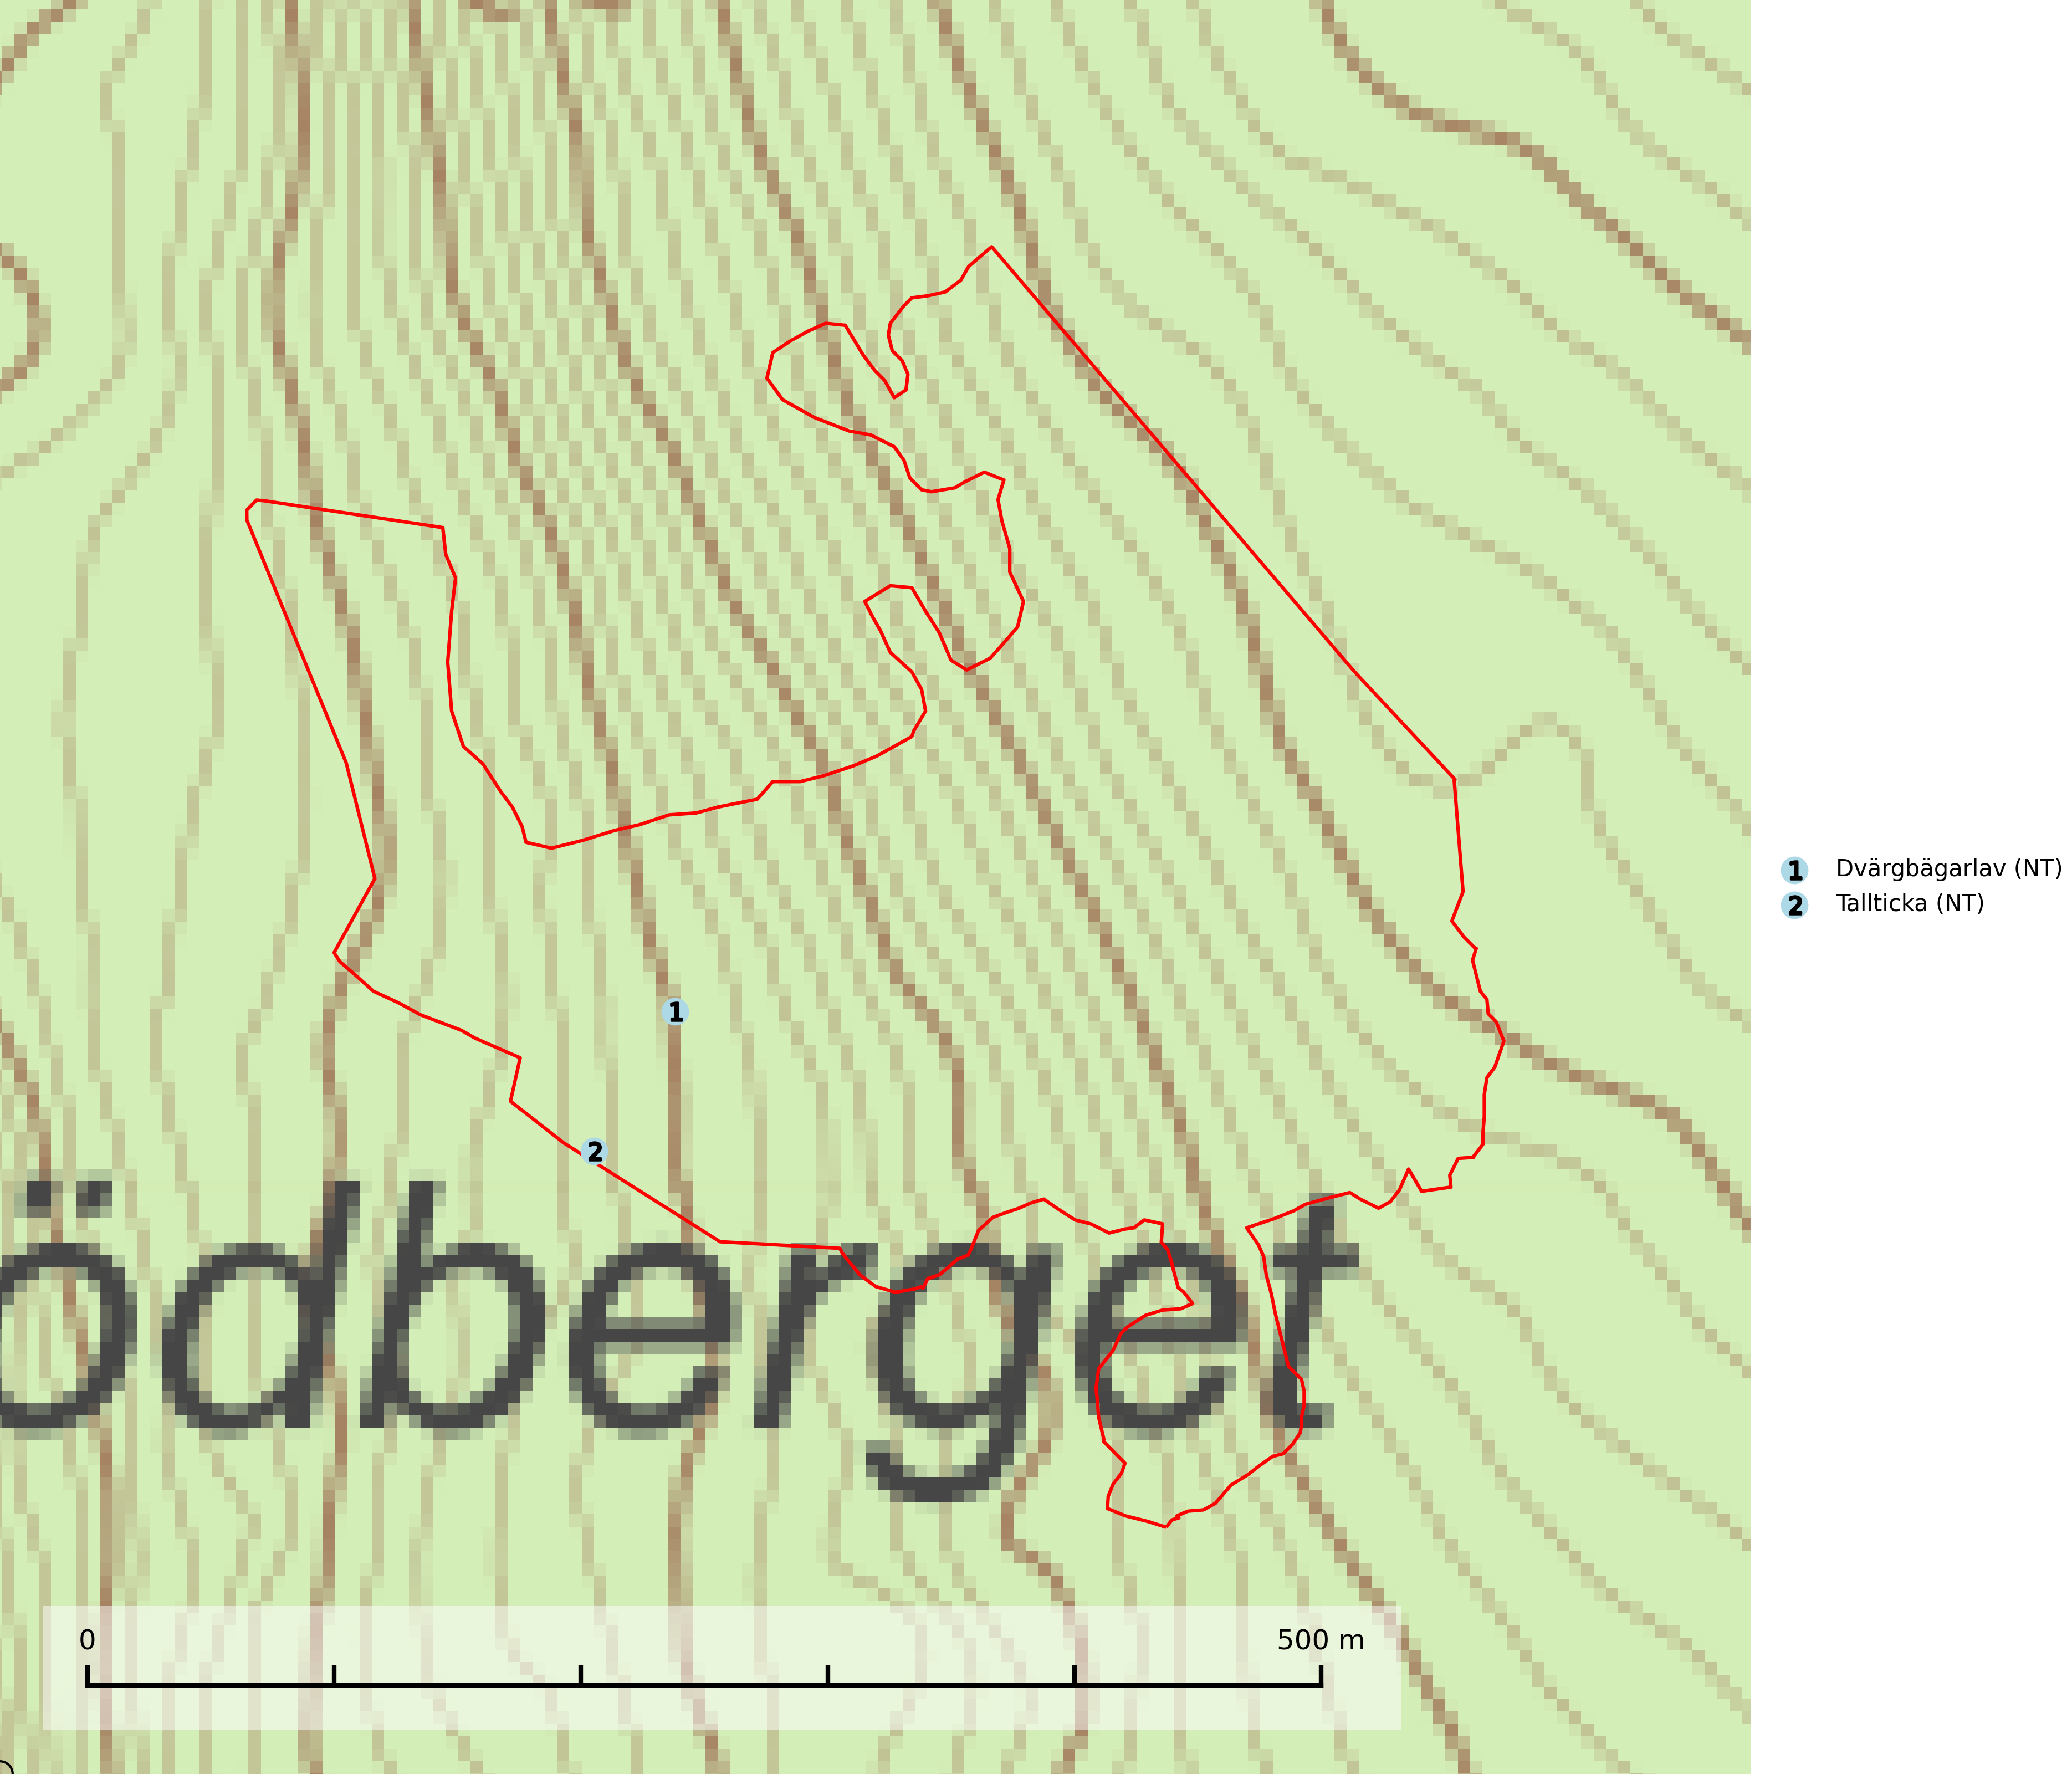 1
2
ödberget
0 500 m
1 Dvärgbägarlav (NT)
2 Tallticka (NT)